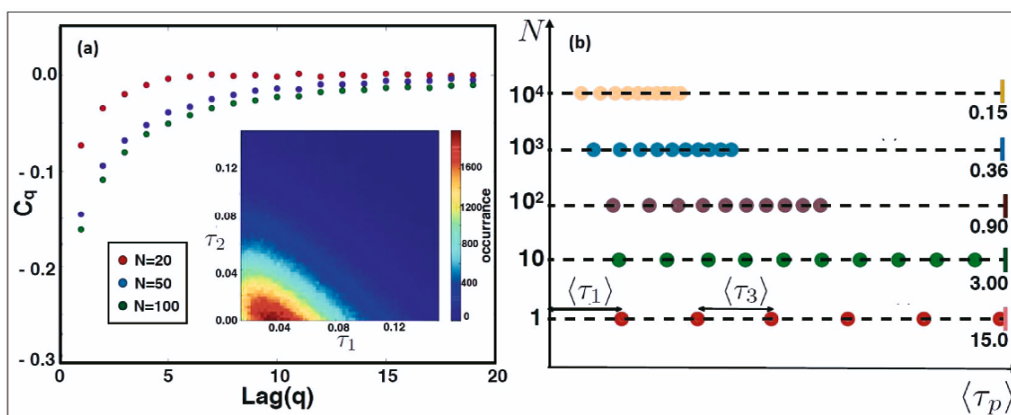 (a)
C_q
0.0
- 0.1
- 0.2
- 0.3
0
5
10
15
20
Lag(q)
N=20
N=50
N=100
τ_2
0.12
0.08
0.04
0.00
0.04
0.08
0.12
τ_1
1600
1200
800
400
0
occurrance
(b)
N
10^4
0.15
10^3
0.36
10^2
0.90
10
3.00
⟨τ_1⟩
⟨τ_3⟩
1
15.0
⟨τ_p⟩